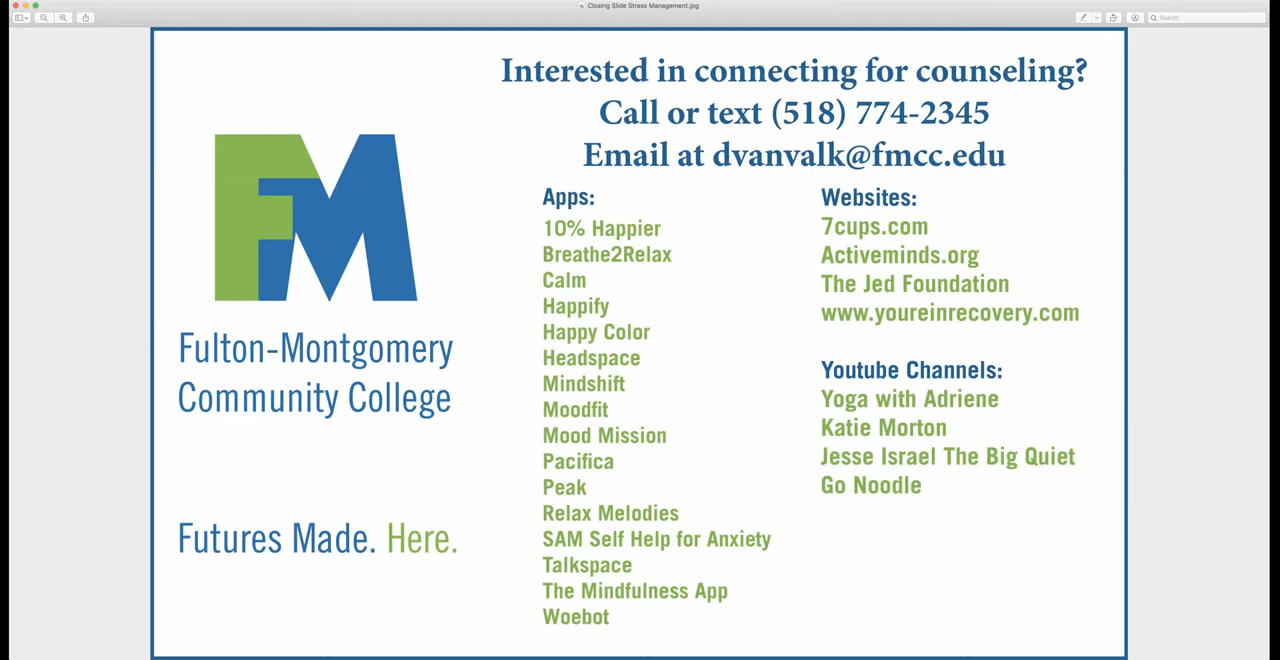 Closing Slide Stress Management.jpg
Search
Interested in connecting for counseling?
Call or text (518) 774-2345
Email at dvanvalk@fmcc.edu
FM
Fulton-Montgomery
Community College
Futures Made. Here.
Apps:
10% Happier
Breathe2Relax
Calm
Happify
Happy Color
Headspace
Mindshift
Moodfit
Mood Mission
Pacifica
Peak
Relax Melodies
SAM Self Help for Anxiety
Talkspace
The Mindfulness App
Woebot
Websites:
7cups.com
Activeminds.org
The Jed Foundation
www.youreinrecovery.com
Youtube Channels:
Yoga with Adriene
Katie Morton
Jesse Israel The Big Quiet
Go Noodle